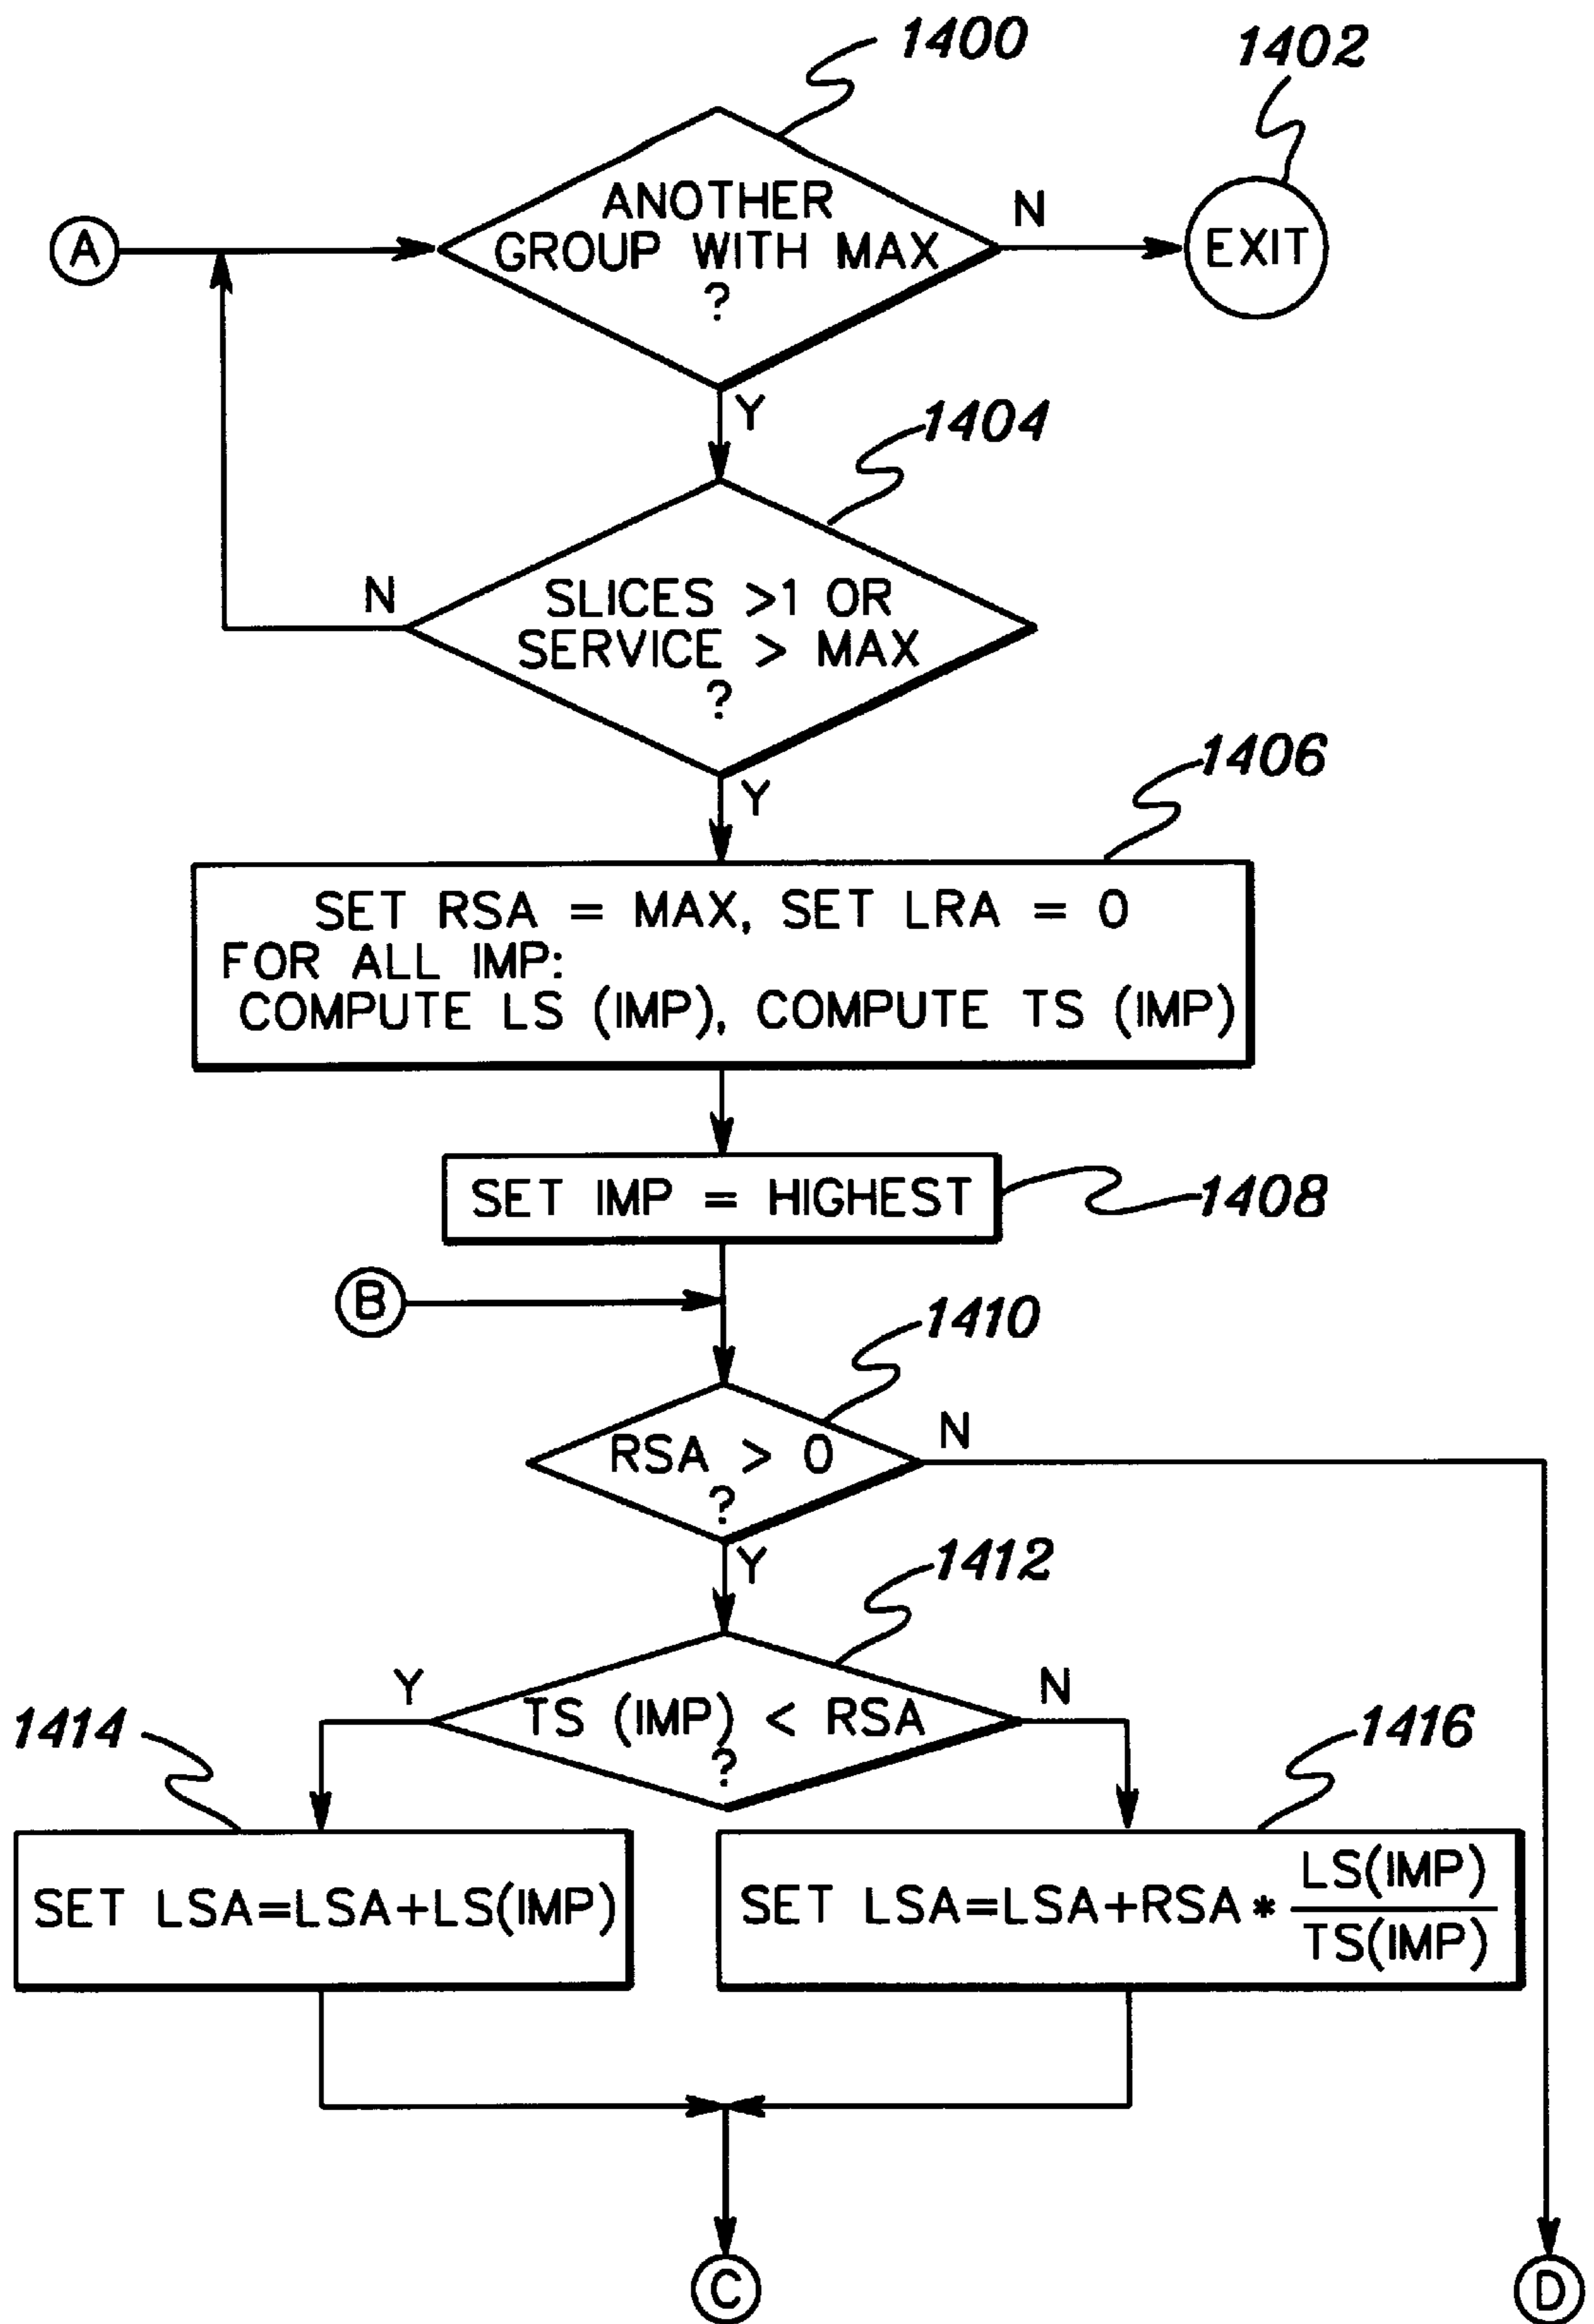 1400
1402
A
ANOTHER
GROUP WITH MAX
?
N
EXIT
Y
1404
N
SLICES >1 OR
SERVICE > MAX
?
Y
1406
SET RSA = MAX, SET LRA = 0
FOR ALL IMP:
COMPUTE LS (IMP), COMPUTE TS (IMP)
SET IMP = HIGHEST
1408
B
1410
RSA > 0
?
N
Y
1412
Y
TS (IMP) < RSA
?
N
1414
1416
SET LSA=LSA+LS(IMP)
SET LSA=LSA+RSA * LS(IMP)
TS(IMP)
C
D